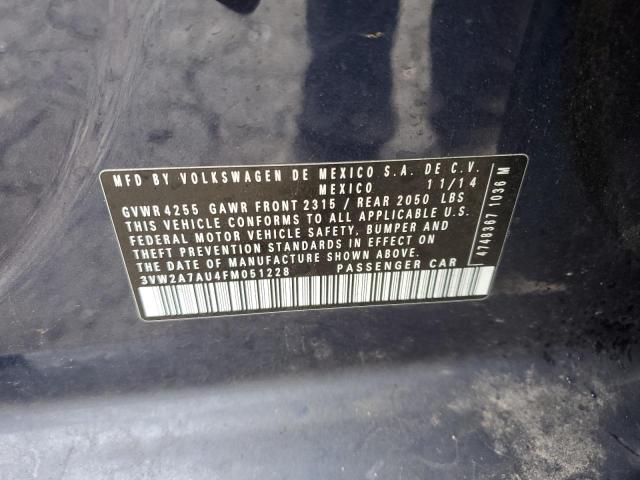 MFD BY VOLKSWAGEN DE MEXICO S.A. DE C.V.
MEXICO 11/14
GVWR 4255 GAWR FRONT 2315 / REAR 2050 LBS
THIS VEHICLE CONFORMS TO ALL APPLICABLE U.S.
FEDERAL MOTOR VEHICLE SAFETY, BUMPER AND
THEFT PREVENTION STANDARDS IN EFFECT ON
THE DATE OF MANUFACTURE SHOWN ABOVE.
3VW2A7AU4FM051228 PASSENGER CAR
4748367 1036 M